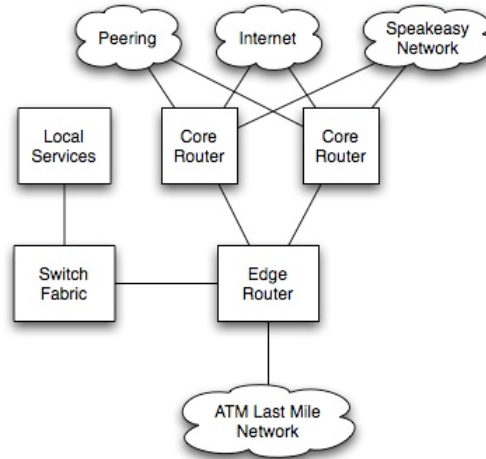 Peering
Internet
Speakeasy
Network
Local
Services
Core
Router
Core
Router
Switch
Fabric
Edge
Router
ATM Last Mile
Network